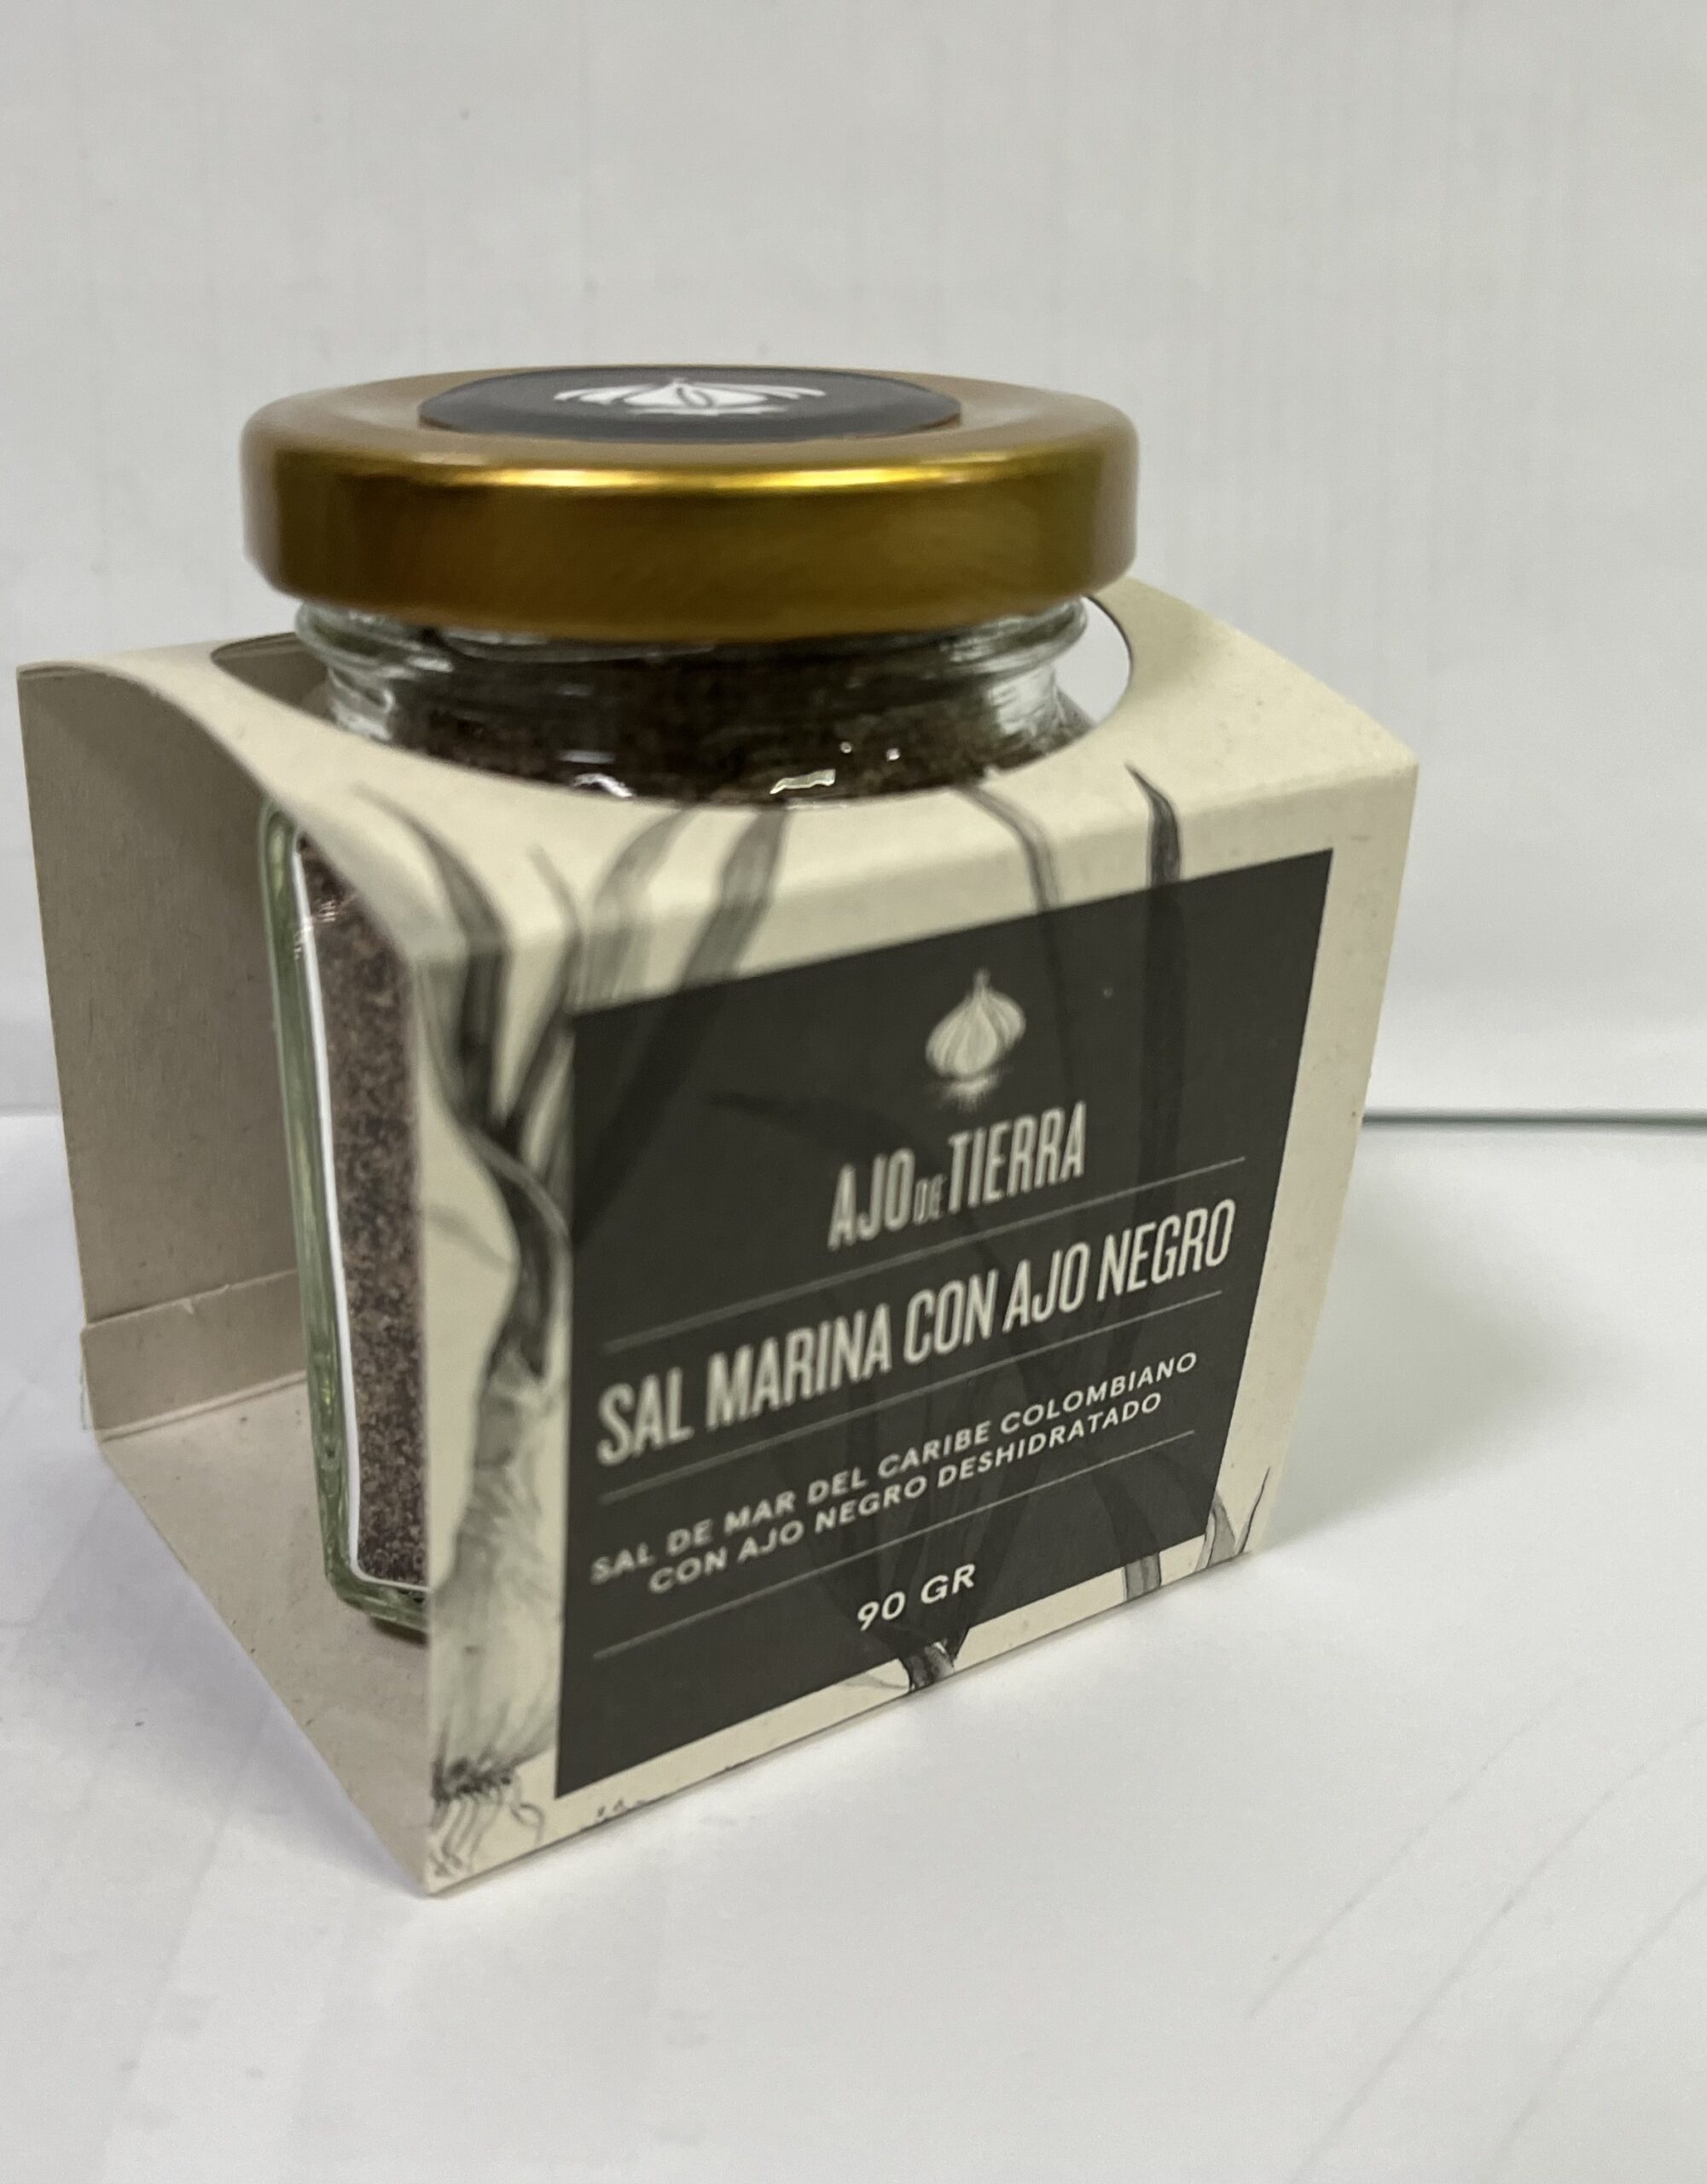 AJO DE TIERRA
SAL MARINA CON AJO NEGRO
SAL DE MAR DEL CARIBE COLOMBIANO
CON AJO NEGRO DESHIDRATADO
90 GR